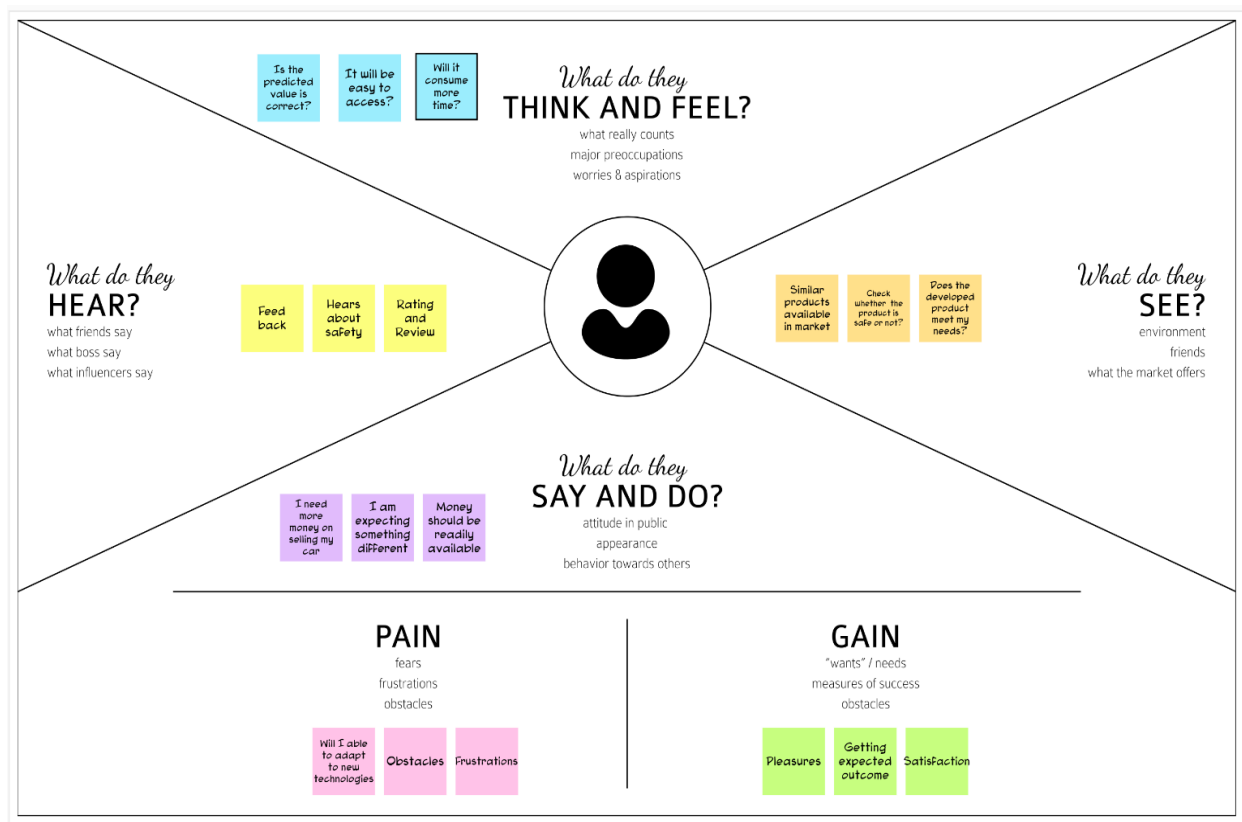 Is the
predicted
value is
correct?
It will be
easy to
access?
Will it
consume
more
time?
What do they
THINK AND FEEL?
what really counts
major preoccupations
worries & aspirations
What do they
HEAR?
what friends say
what boss say
what influencers say
Feed
back
Hears
about
safety
Rating
and
Review
Similar
products
available
in market
Check
whether the
product is
safe or not?
Does the
developed
product
meet my
needs?
What do they
SEE?
environment
friends
what the market offers
What do they
SAY AND DO?
attitude in public
appearance
behavior towards others
I need
more
money on
selling my
car
I am
expecting
something
different
Money
should be
readily
available
PAIN
fears
frustrations
obstacles
Will I able
to adapt
to new
technologies
Obstacles
Frustrations
GAIN
"wants" / needs
measures of success
obstacles
Pleasures
Getting
expected
outcome
Satisfaction